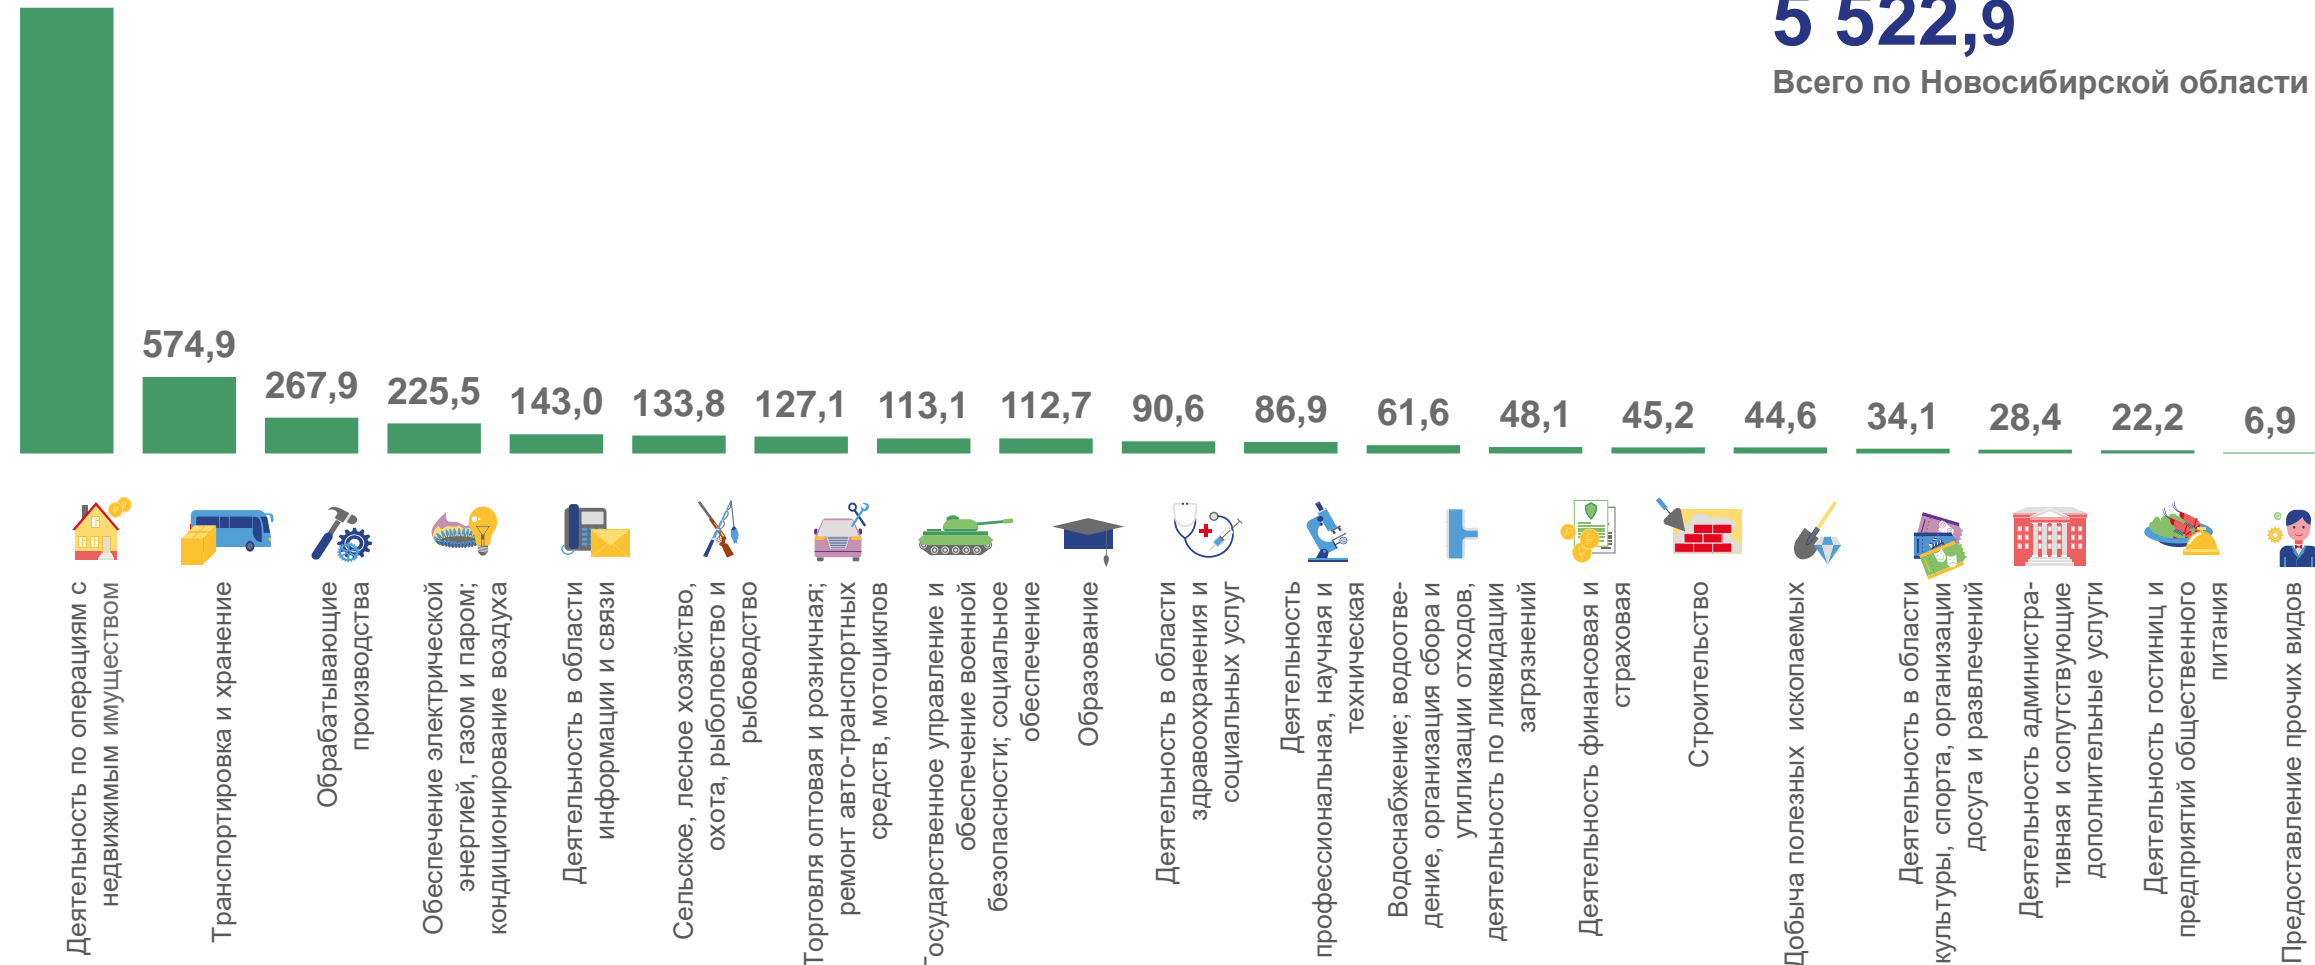 5 522,9
Всего по Новосибирской области
574,9
267,9
225,5
143,0
133,8
127,1
113,1
112,7
90,6
86,9
61,6
48,1
45,2
44,6
34,1
28,4
22,2
6,9
Деятельность по операциям с
недвижимым имуществом
Транспортировка и хранение
Обрабатывающие
производства
Обеспечение электрической
энергией, газом и паром;
кондиционирование воздуха
Деятельность в области
информации и связи
Сельское, лесное хозяйство,
охота, рыболовство и
рыбоводство
Торговля оптовая и розничная;
ремонт авто-транспортных
средств, мотоциклов
Государственное управление и
обеспечение военной
безопасности; социальное
обеспечение
Образование
Деятельность в области
здравоохранения и
социальных услуг
Деятельность
профессиональная, научная и
техническая
Водоснабжение; водоотве-
дение, организация сбора и
утилизации отходов,
деятельность по ликвидации
загрязнений
Деятельность финансовая и
страховая
Строительство
Добыча полезных ископаемых
Деятельность в области
культуры, спорта, организации
досуга и развлечений
Деятельность администра-
тивная и сопутствующие
дополнительные услуги
Деятельность гостиниц и
предприятий общественного
питания
Предоставление прочих видов